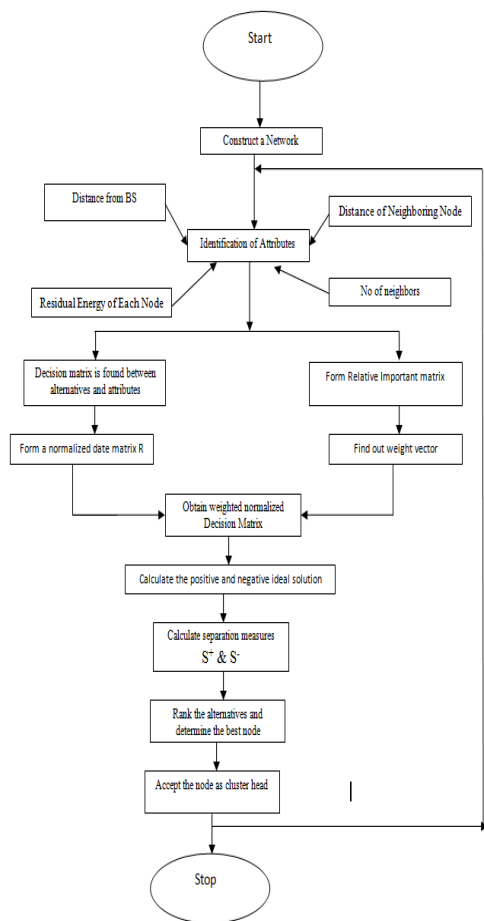 Start
Construct a Network
Distance from BS
Distance of Neighboring Node
Identification of Attributes
Residual Energy of Each Node
No of neighbors
Decision matrix is found between
alternatives and attributes
Form Relative Important matrix
Form a normalized date matrix R
Find out weight vector
Obtain weighted normalized
Decision Matrix
Calculate the positive and negative ideal solution
Calculate separation measures
S⁺ & S⁻
Rank the alternatives and
determine the best node
Accept the node as cluster head
Stop